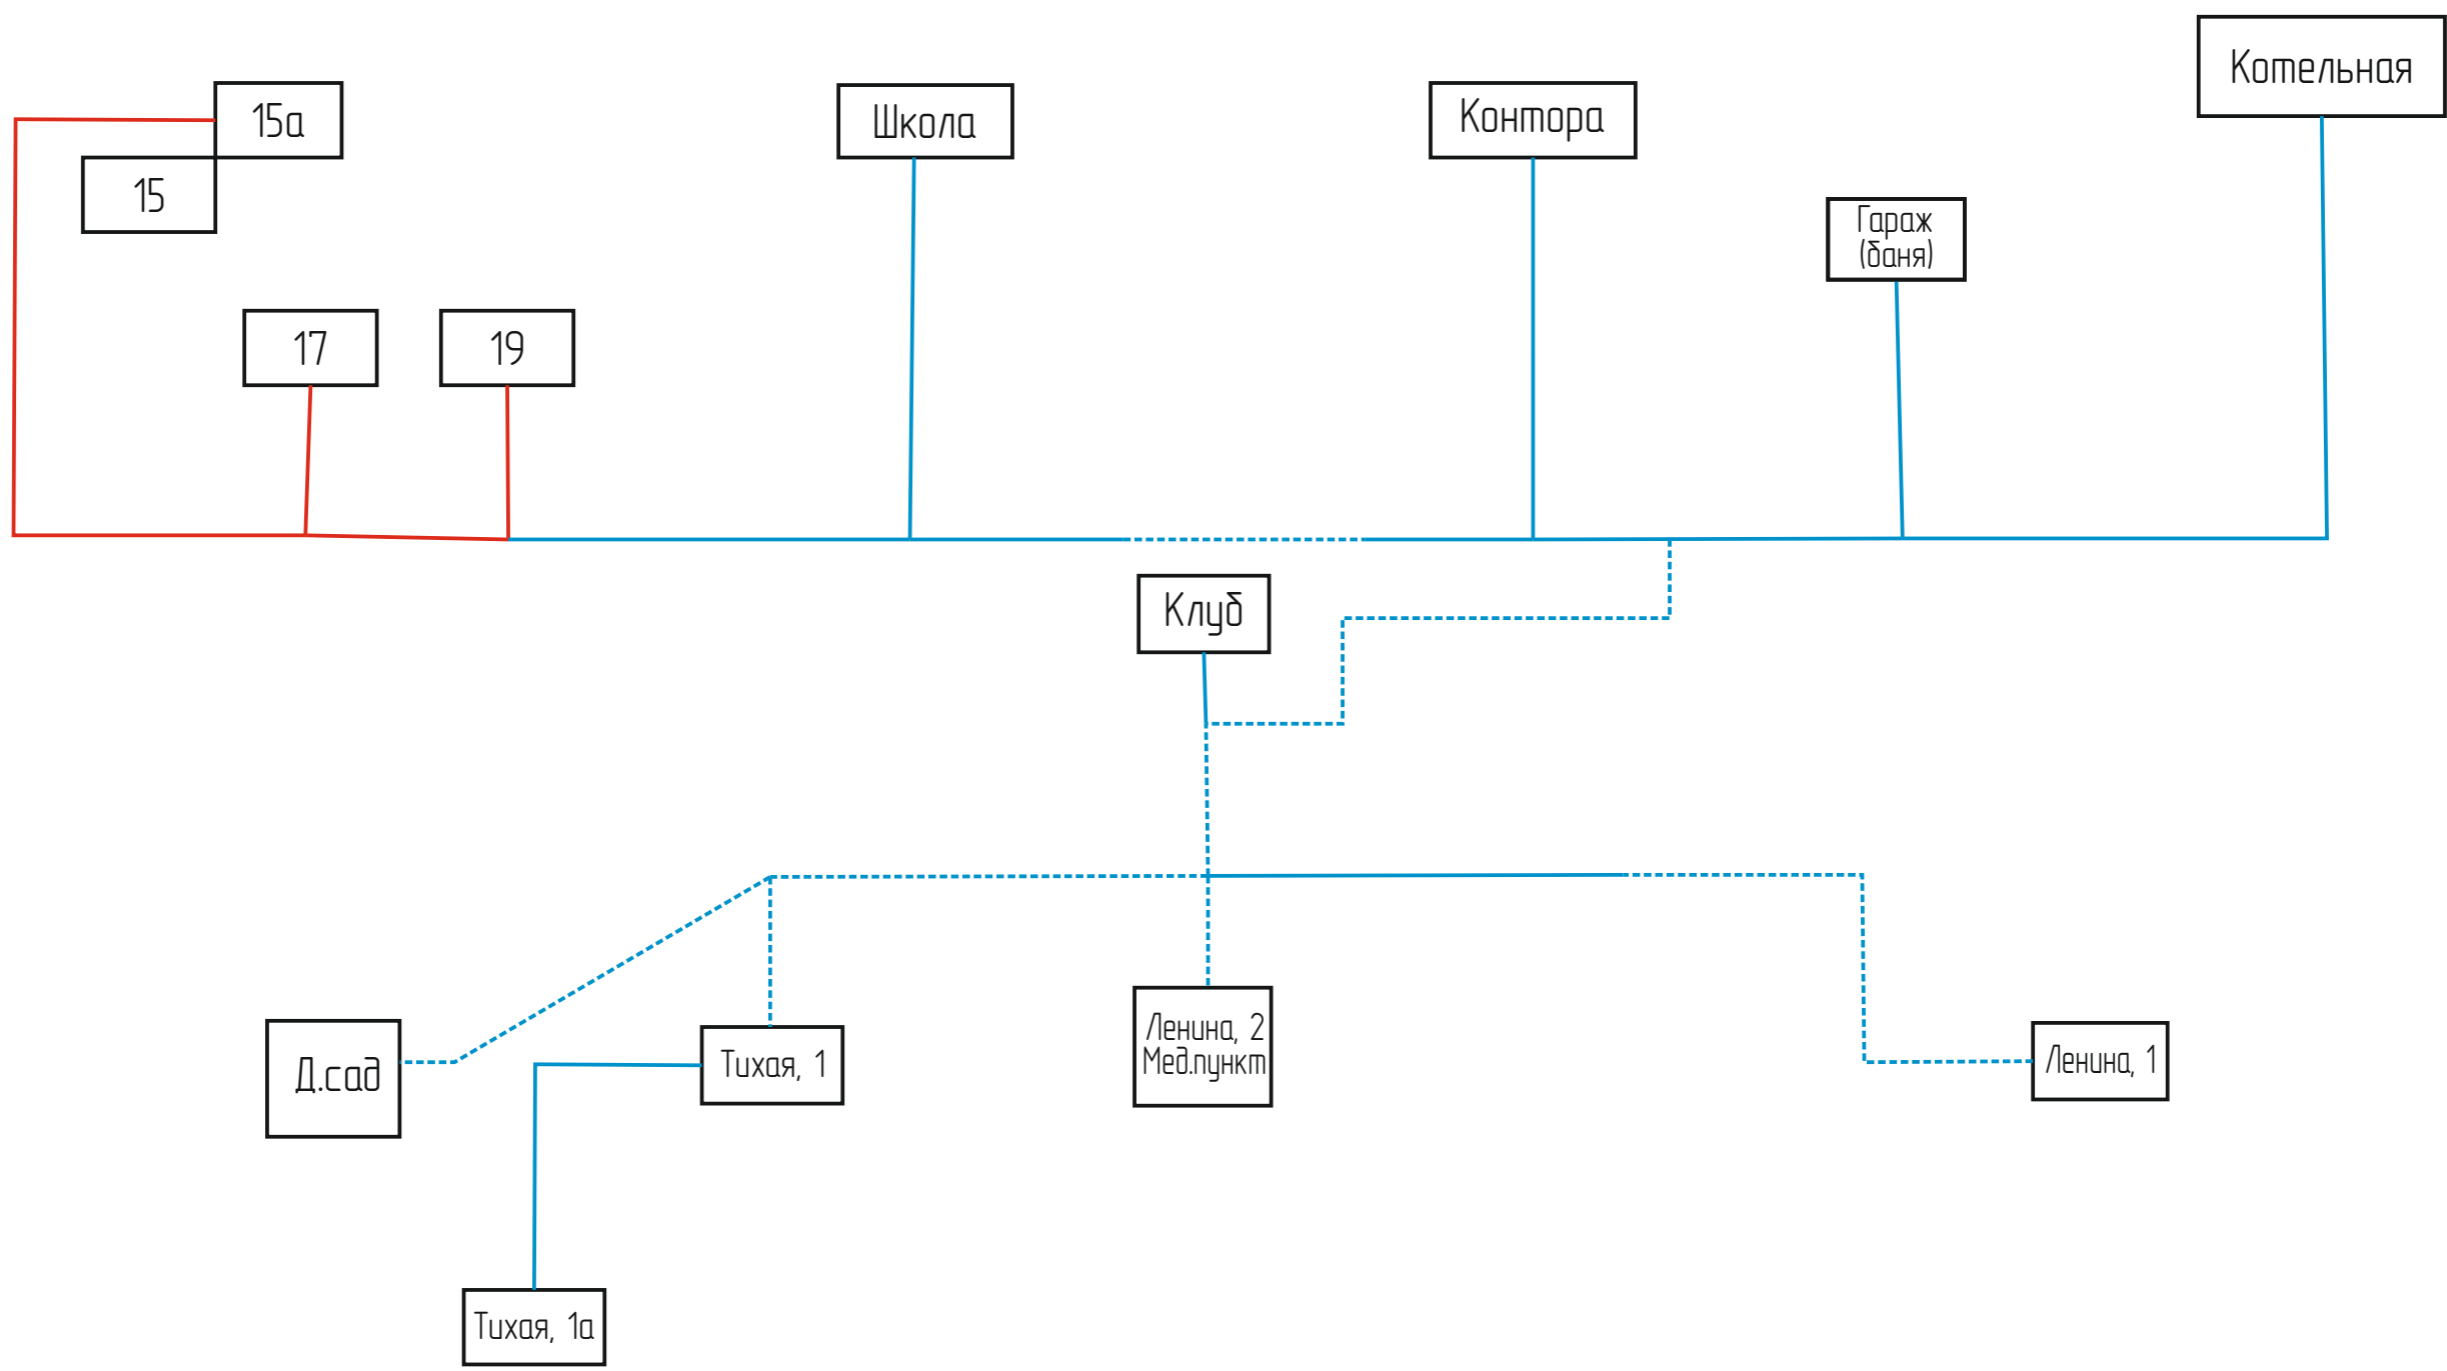 Котельная
15а
Школа
Контора
15
Гараж
(баня)
17
19
Клуб
Д.сад
Тихая, 1
Ленина, 2
Мед.пункт
Ленина, 1
Тихая, 1а